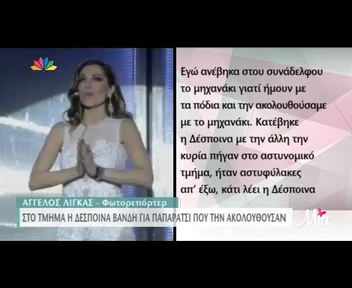 Εγώ ανέβηκα στου συνάδελφου
το μηχανάκι γιατί ήμουν με
τα πόδια και την ακολουθούσαμε
με το μηχανάκι. Κατέβηκε
η Δέσποινα με την άλλη την
κυρία πήγαν στο αστυνομικό
τμήμα, ήταν αστυφύλακες
απ' έξω, κάτι λέει η Δέσποινα
ΑΓΓΕΛΟΣ ΛΙΓΚΑΣ - Φωτορεπόρτερ
ΣΤΟ ΤΜΗΜΑ Η ΔΕΣΠΟΙΝΑ ΒΑΝΔΗ ΓΙΑ ΠΑΠΑΡΑΤΣΙ ΠΟΥ ΤΗΝ ΑΚΟΛΟΥΘΟΥΣΑΝ